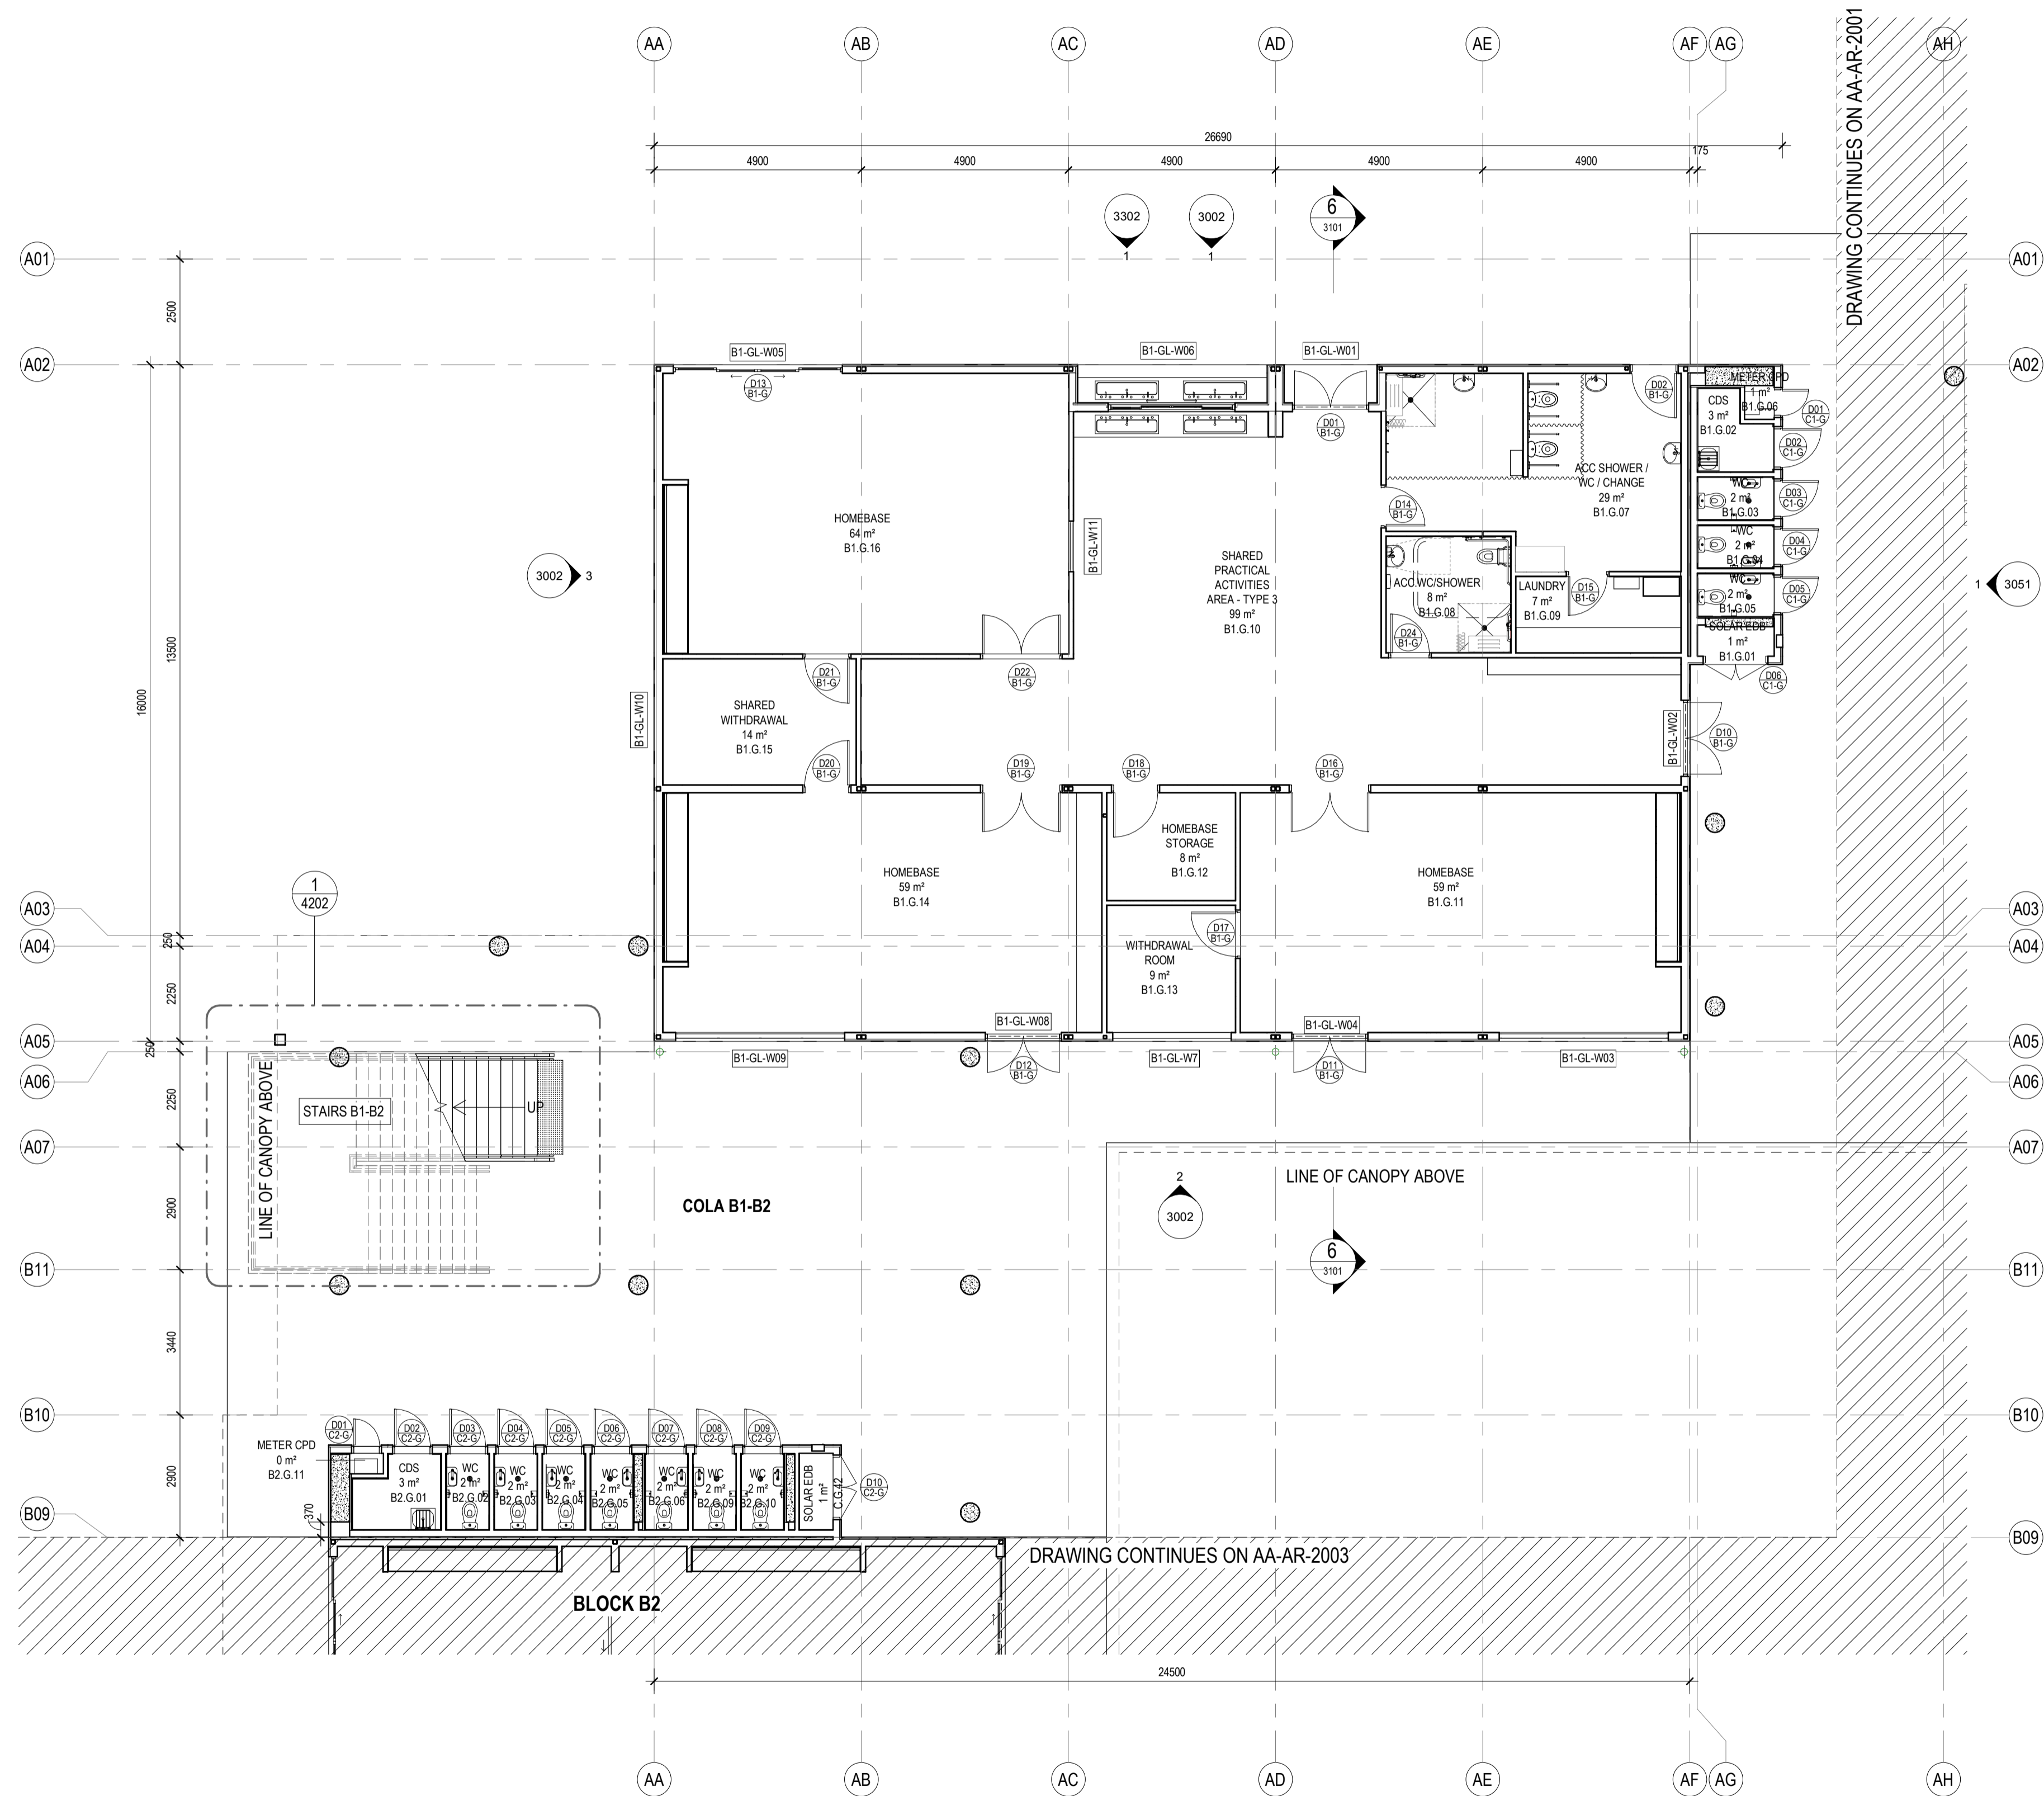 AA
AB
AC
AD
AE
AF
AG
AH
DRAWING CONTINUES ON AA-AR-2001
26690
4900
4900
4900
4900
4900
175
3302
1
3002
1
6
3101
A01
A01
2500
A02
A02
B1-GL-W05
B1-GL-W06
B1-GL-W01
D13
B1-G
D01
B1-G
D02
B1-G
METER CPD
1 m²
B1.G.06
D01
C1-G
CDS
3 m²
B1.G.02
D02
C1-G
ACC SHOWER /
WC / CHANGE
29 m²
B1.G.07
WC
2 m²
B1.G.03
D03
C1-G
D14
B1-G
HOMEBASE
64 m²
B1.G.16
B1-GL-W11
SHARED
PRACTICAL
ACTIVITIES
AREA - TYPE 3
99 m²
B1.G.10
WC
2 m²
B1.G.04
D04
C1-G
3002
3
ACC WC/SHOWER
8 m²
B1.G.08
LAUNDRY
7 m²
B1.G.09
D15
B1-G
WC
2 m²
B1.G.05
D05
C1-G
1
3051
SOLAR EDB
1 m²
B1.G.01
D24
B1-G
D06
C1-G
13500
16000
D21
B1-G
D22
B1-G
SHARED
WITHDRAWAL
14 m²
B1.G.15
B1-GL-W10
B1-GL-W02
D10
B1-G
D20
B1-G
D19
B1-G
D18
B1-G
D16
B1-G
HOMEBASE
STORAGE
8 m²
B1.G.12
HOMEBASE
59 m²
B1.G.14
HOMEBASE
59 m²
B1.G.11
1
4202
A03
A03
A04
A04
250
D17
B1-G
WITHDRAWAL
ROOM
9 m²
B1.G.13
2250
B1-GL-W08
B1-GL-W04
A05
A05
250
B1-GL-W09
B1-GL-W7
B1-GL-W03
D12
B1-G
D11
B1-G
A06
A06
2250
STAIRS B1-B2
UP
LINE OF CANOPY ABOVE
A07
A07
2900
COLA B1-B2
2
3002
LINE OF CANOPY ABOVE
6
3101
B11
B11
3440
B10
B10
D01
C2-G
D02
C2-G
D03
C2-G
D04
C2-G
D05
C2-G
D06
C2-G
D07
C2-G
D08
C2-G
D09
C2-G
METER CPD
0 m²
B2.G.11
CDS
3 m²
B2.G.01
WC
2 m²
B2.G.02
WC
2 m²
B2.G.03
WC
2 m²
B2.G.04
WC
2 m²
B2.G.05
WC
2 m²
B2.G.06
WC
2 m²
B2.G.09
WC
2 m²
B2.G.10
SOLAR EDB
1 m²
C.G.42
D10
C2-G
2900
370
B09
B09
DRAWING CONTINUES ON AA-AR-2003
BLOCK B2
24500
AA
AB
AC
AD
AE
AF
AG
AH